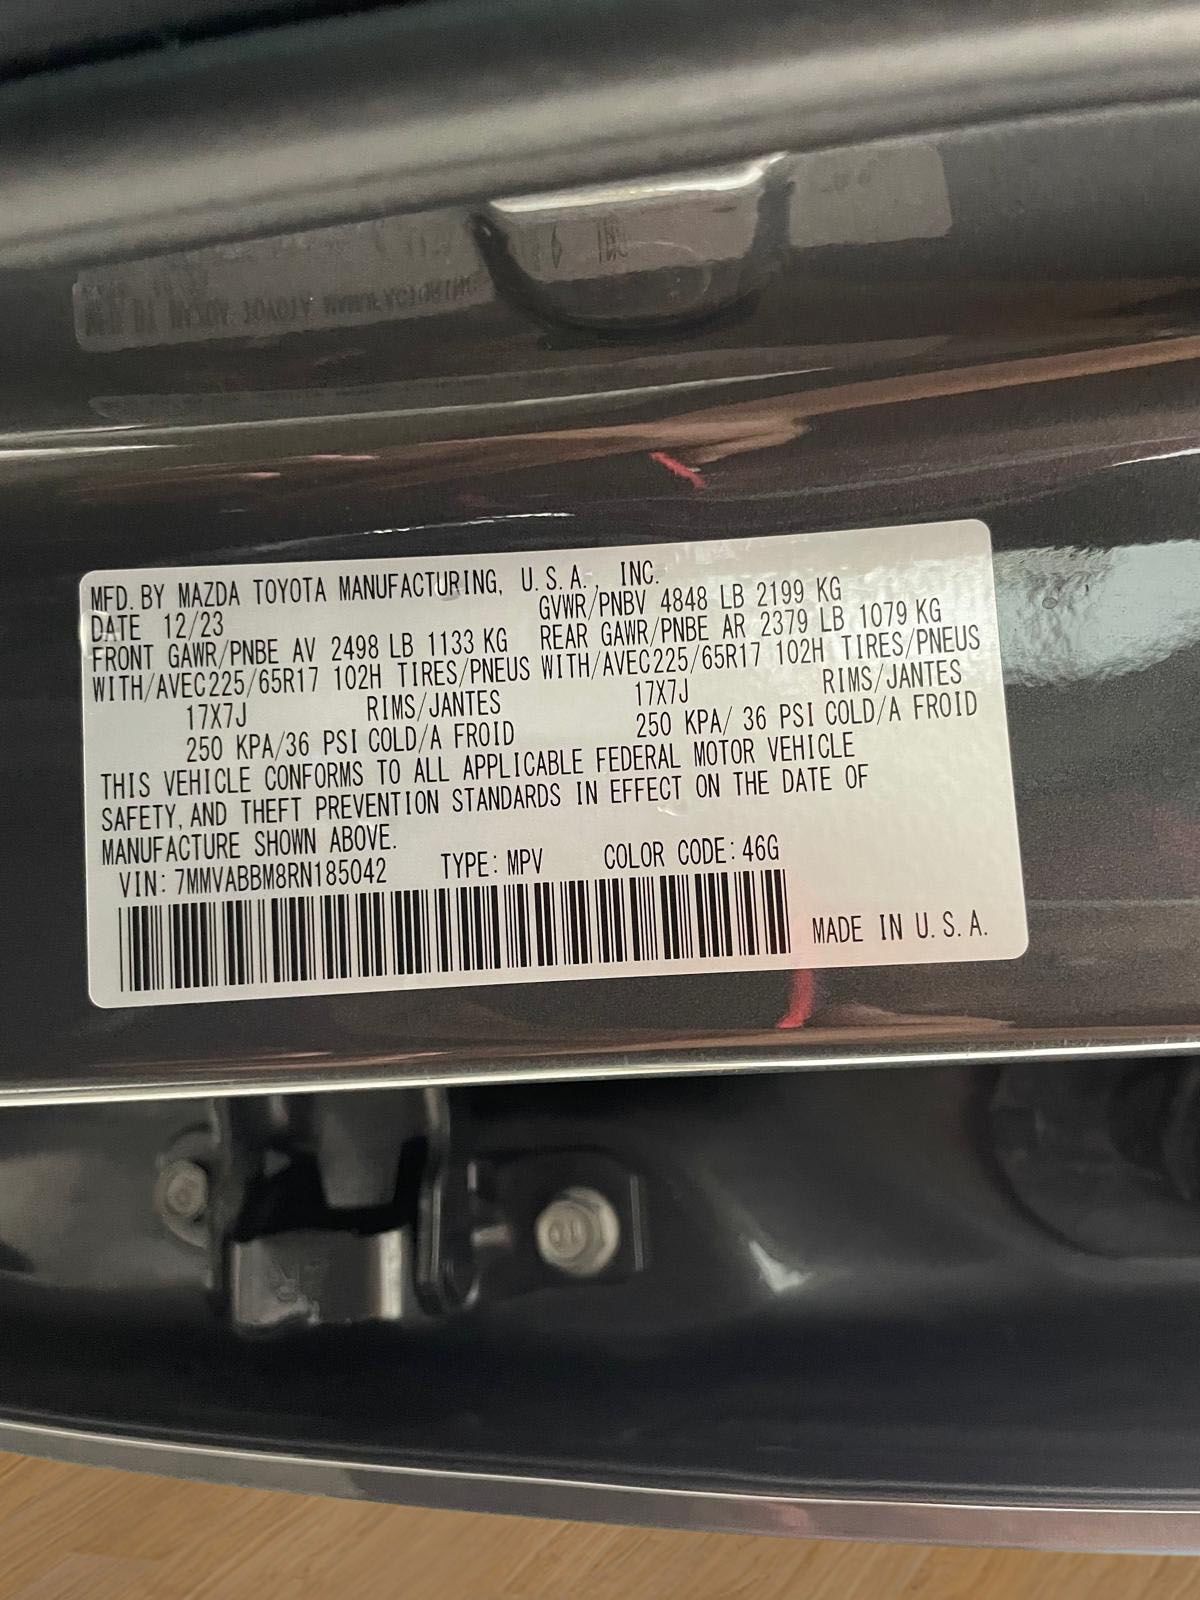 MFD. BY MAZDA TOYOTA MANUFACTURING, U.S.A., INC.
DATE 12/23 GVWR/PNBV 4848 LB 2199 KG
FRONT GAWR/PNBE AV 2498 LB 1133 KG REAR GAWR/PNBE AR 2379 LB 1079 KG
WITH/AVEC225/65R17 102H TIRES/PNEUS WITH/AVEC225/65R17 102H TIRES/PNEUS
17X7J RIMS/JANTES 17X7J RIMS/JANTES
250 KPA/36 PSI COLD/A FROID 250 KPA/ 36 PSI COLD/A FROID
THIS VEHICLE CONFORMS TO ALL APPLICABLE FEDERAL MOTOR VEHICLE
SAFETY, AND THEFT PREVENTION STANDARDS IN EFFECT ON THE DATE OF
MANUFACTURE SHOWN ABOVE.
VIN: 7MMVABBM8RN185042 TYPE: MPV COLOR CODE: 46G
MADE IN U.S.A.